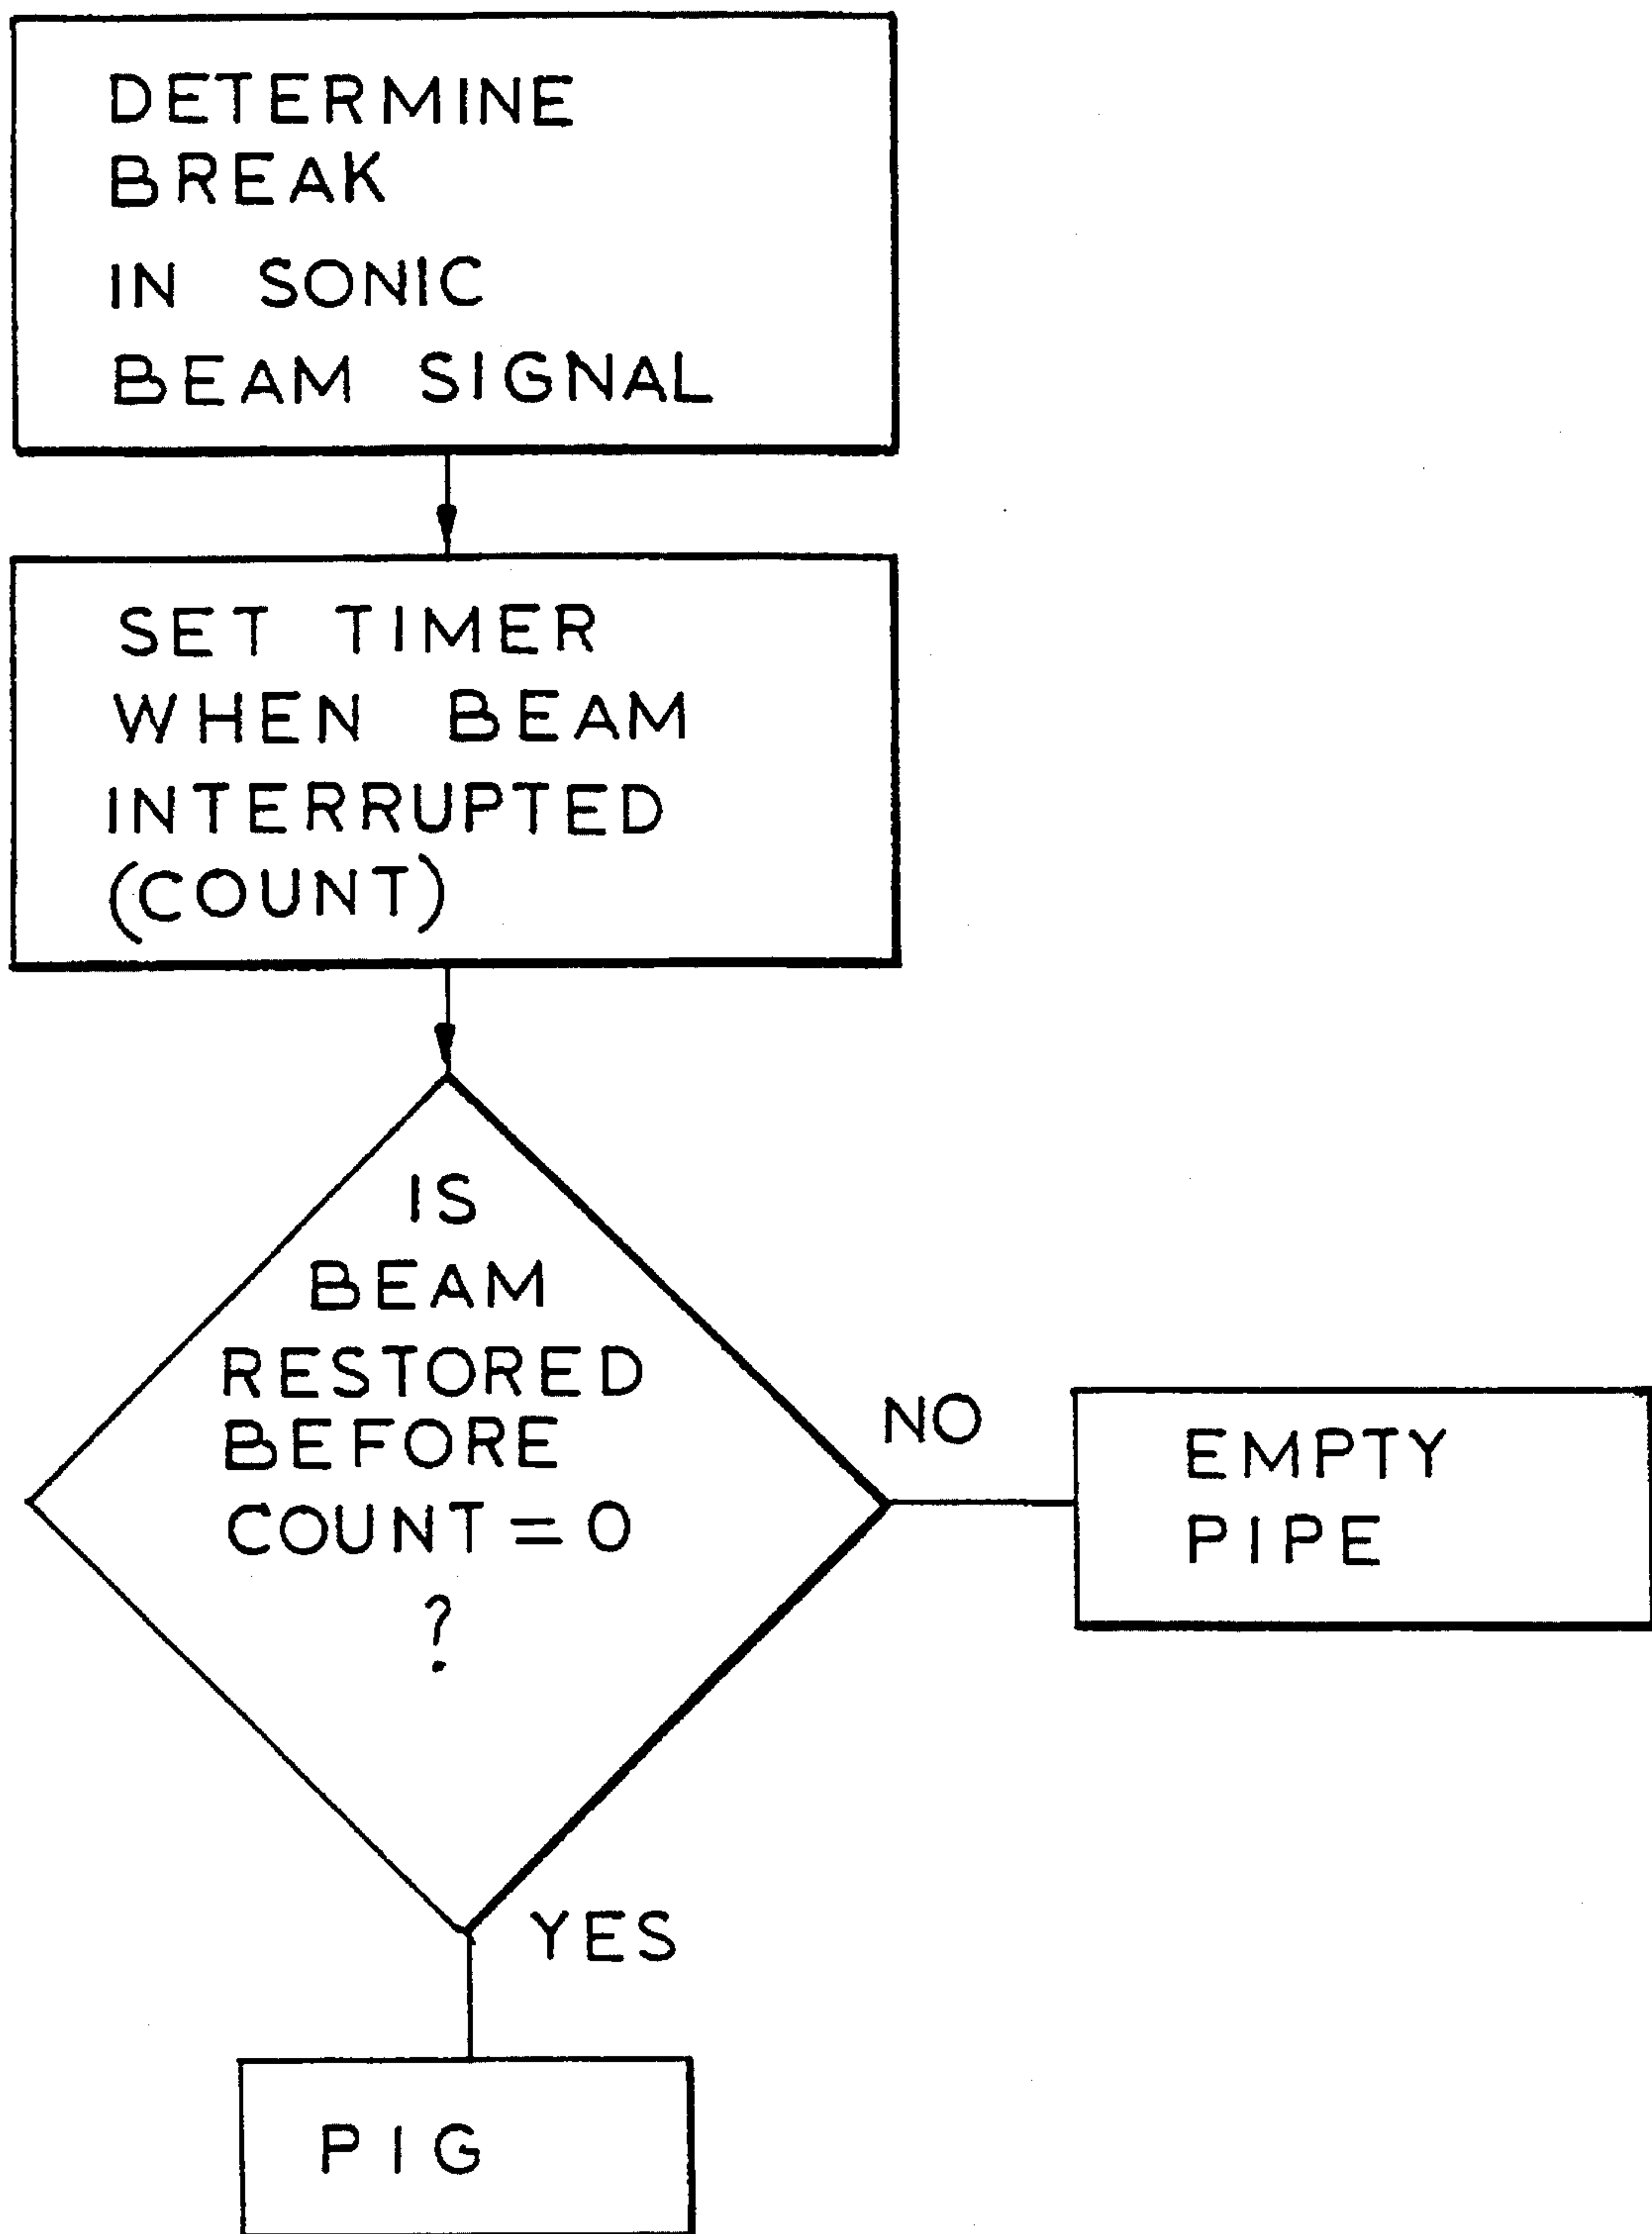 DETERMINE
BREAK
IN SONIC
BEAM SIGNAL
SET TIMER
WHEN BEAM
INTERRUPTED
(COUNT)
IS
BEAM
RESTORED
BEFORE
COUNT = 0
?
NO
EMPTY
PIPE
YES
PIG